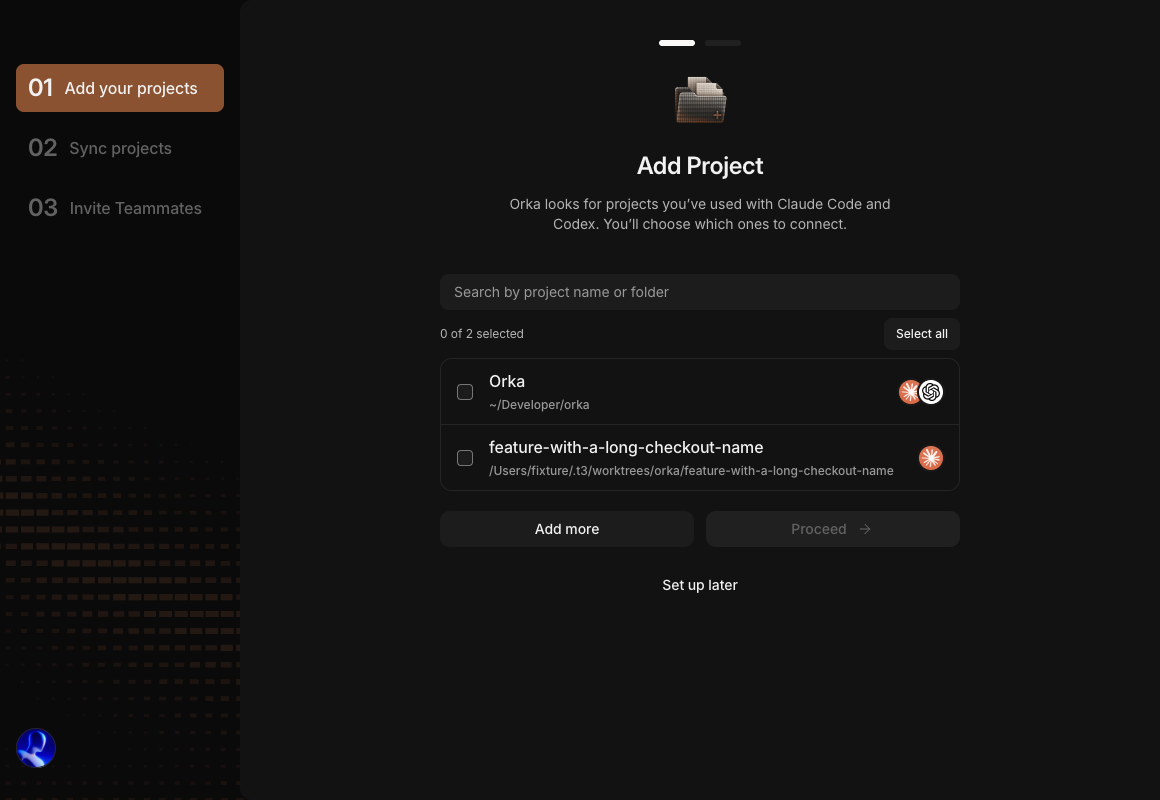 01 Add your projects
02 Sync projects
03 Invite Teammates
Add Project
Orka looks for projects you’ve used with Claude Code and
Codex. You’ll choose which ones to connect.
Search by project name or folder
0 of 2 selected
Select all
Orka
~/Developer/orka
feature-with-a-long-checkout-name
/Users/fixture/.t3/worktrees/orka/feature-with-a-long-checkout-name
Add more
Proceed
Set up later